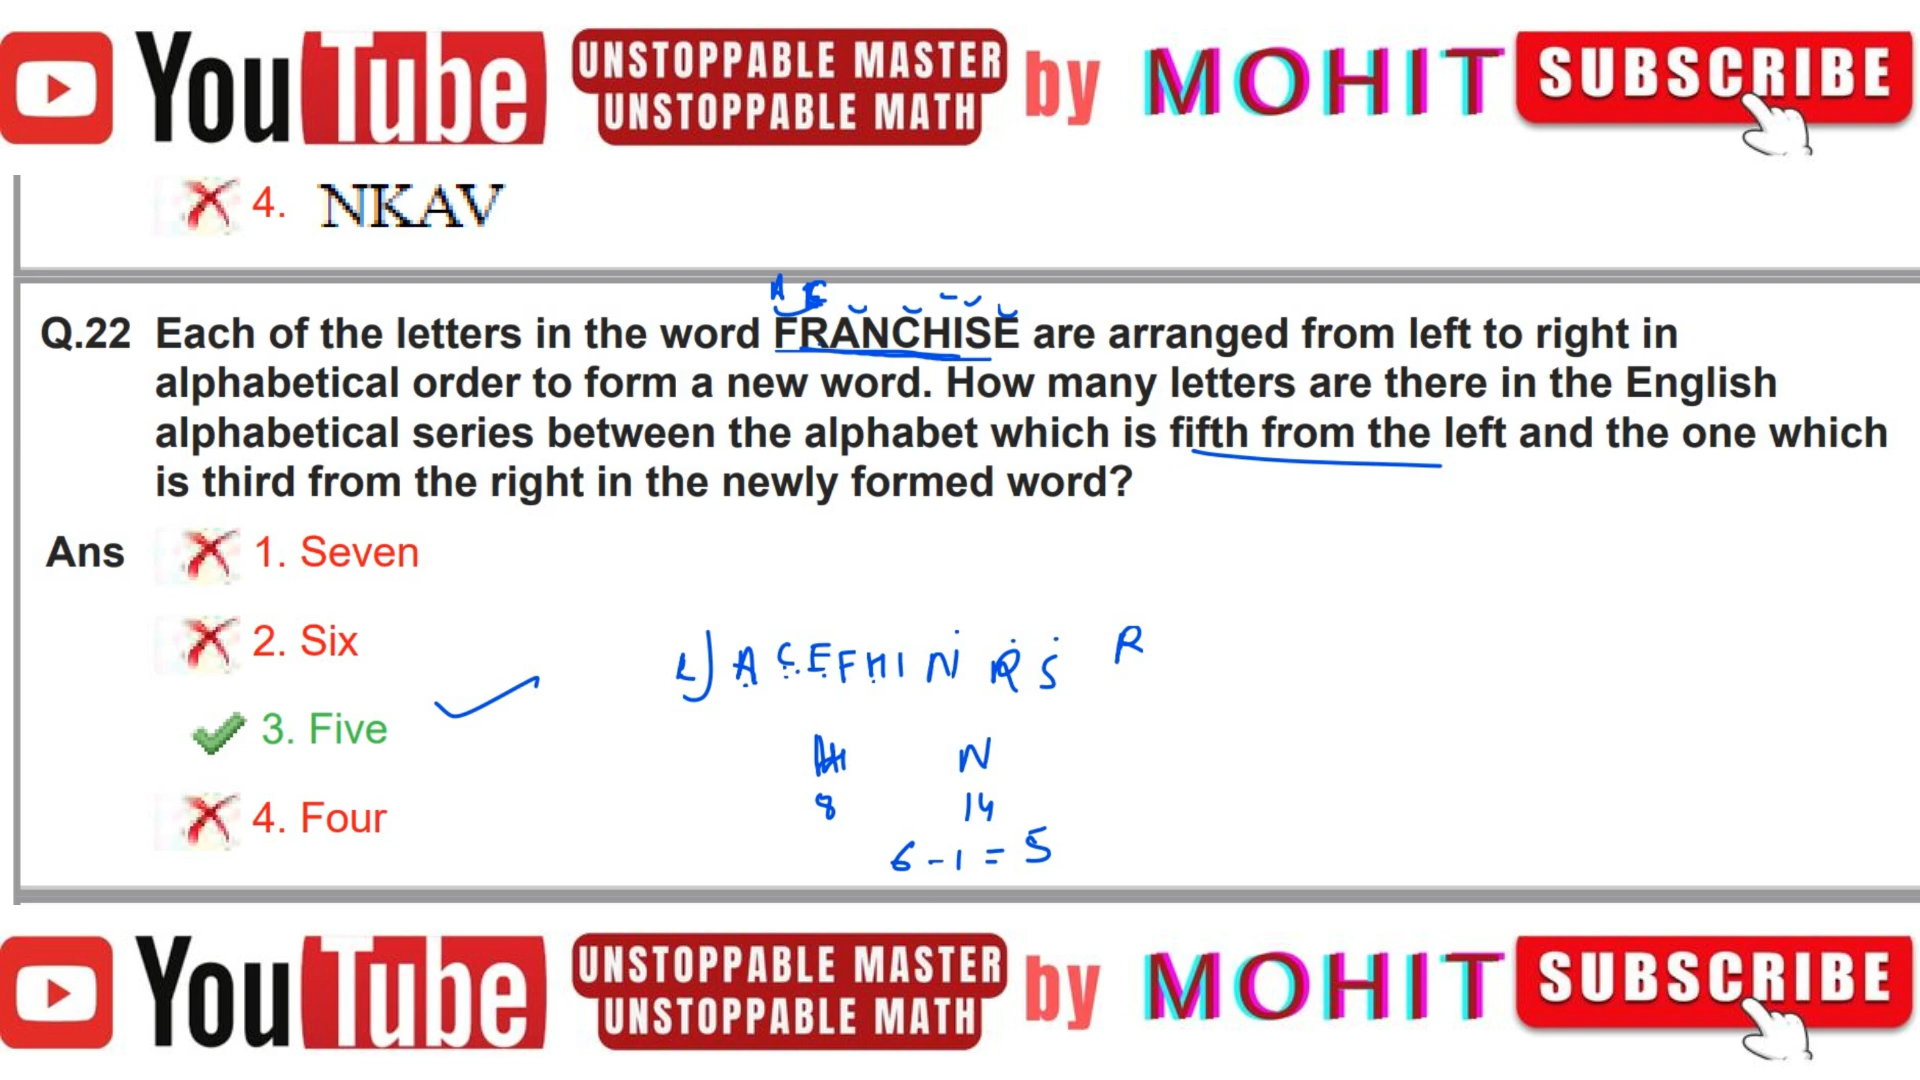 YouTube UNSTOPPABLE MASTER by MOHIT SUBSCRIBE
UNSTOPPABLE MATH
4. NKAV
A C
Q.22 Each of the letters in the word FRANCHISE are arranged from left to right in
alphabetical order to form a new word. How many letters are there in the English
alphabetical series between the alphabet which is fifth from the left and the one which
is third from the right in the newly formed word?
Ans 1. Seven
2. Six
L A C E F H I N R S R
3. Five
H N
4. Four
8 14
6 - 1 = 5
YouTube UNSTOPPABLE MASTER by MOHIT SUBSCRIBE
UNSTOPPABLE MATH